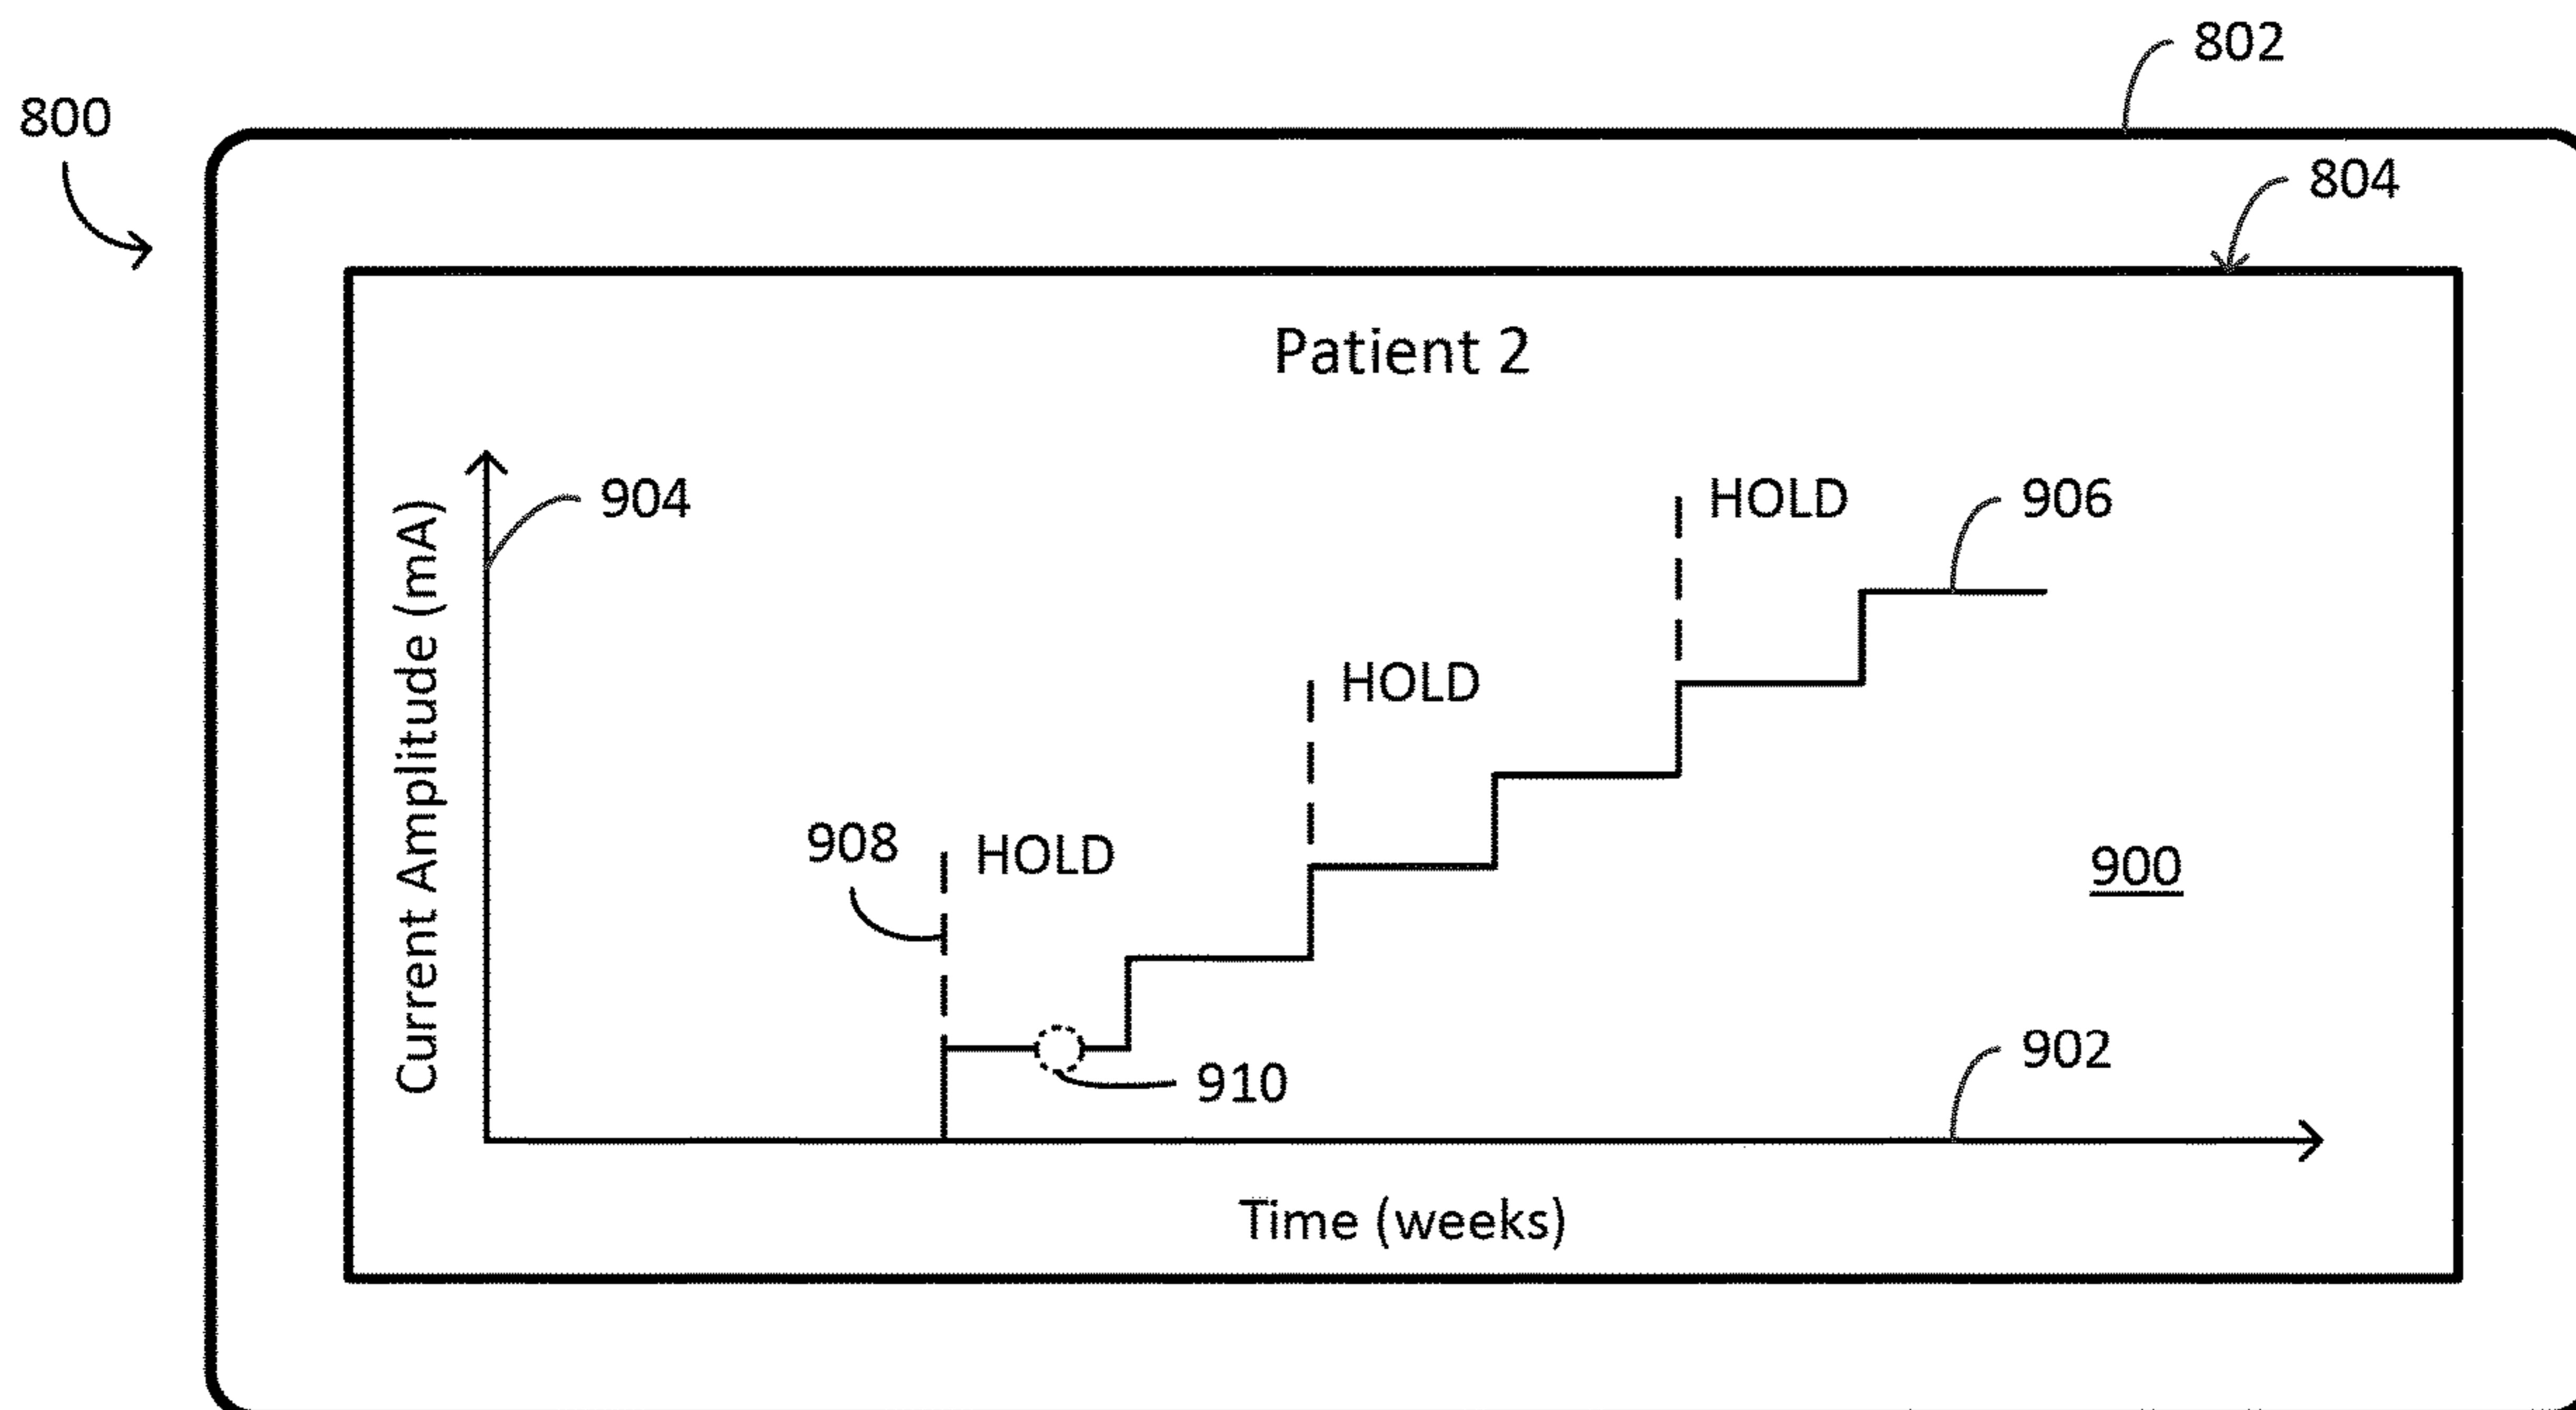 802
800
804
Patient 2
904
HOLD
906
HOLD
Current Amplitude (mA)
908
HOLD
900
902
910
Time (weeks)